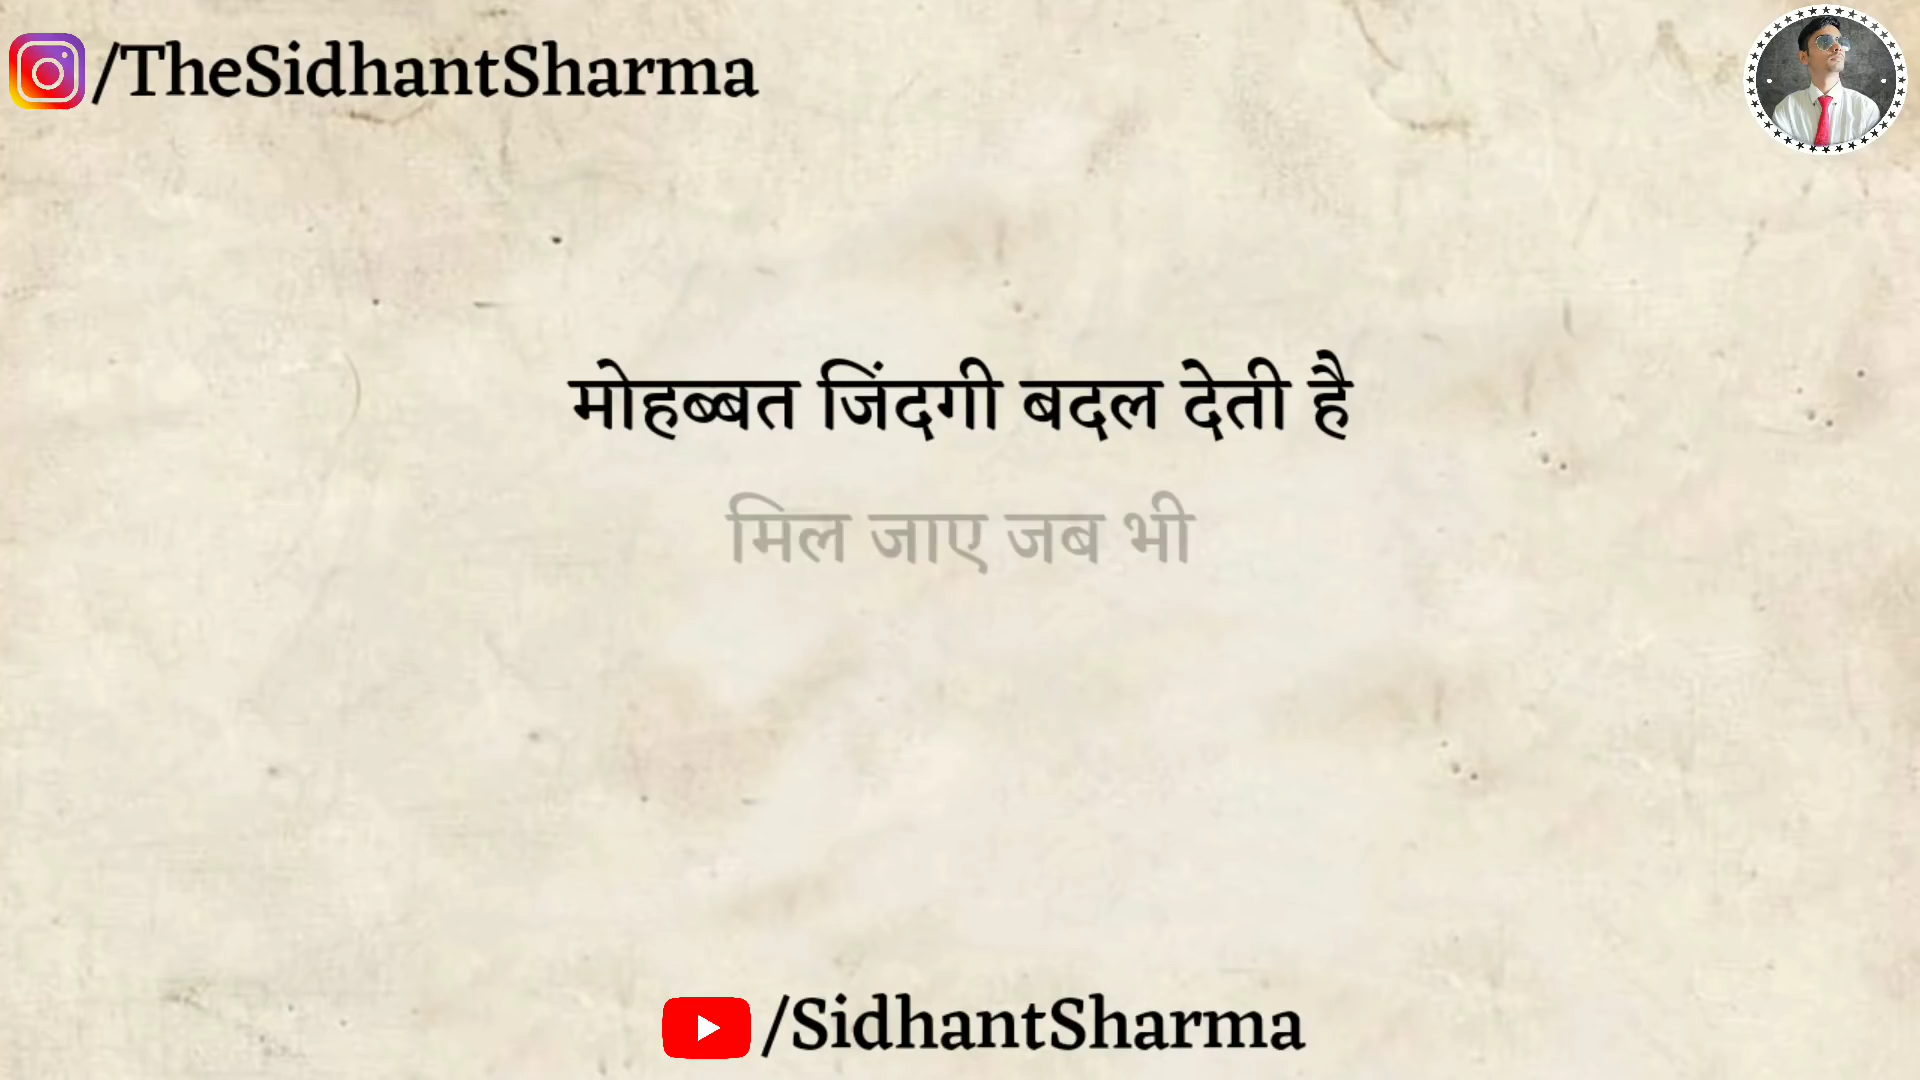 /TheSidhantSharma
मोहब्बत जिंदगी बदल देती है
मिल जाए जब भी
/SidhantSharma